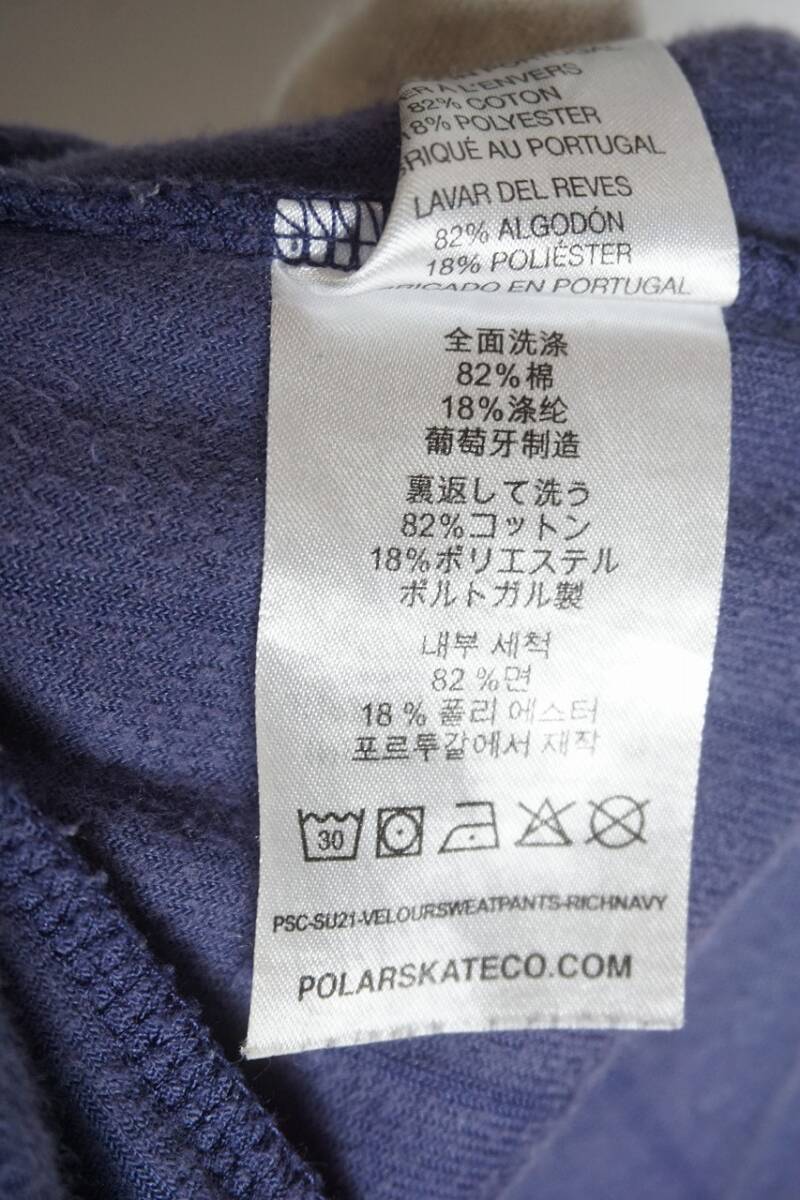 ER À L'ENVERS
82% COTON
18% POLYESTER
BRIQUÉ AU PORTUGAL
LAVAR DEL REVES
82% ALGODÓN
18% POLIÉSTER
RICADO EN PORTUGAL
全面洗涤
82%棉
18%涤纶
葡萄牙制造
裏返して洗う
82%コットン
18%ポリエステル
ポルトガル製
내부 세척
82 %면
18 % 폴리 에스터
포르투갈에서 재작
30
PSC-SU21-VELOURSWEATPANTS-RICHNAVY
POLARSKATECO.COM